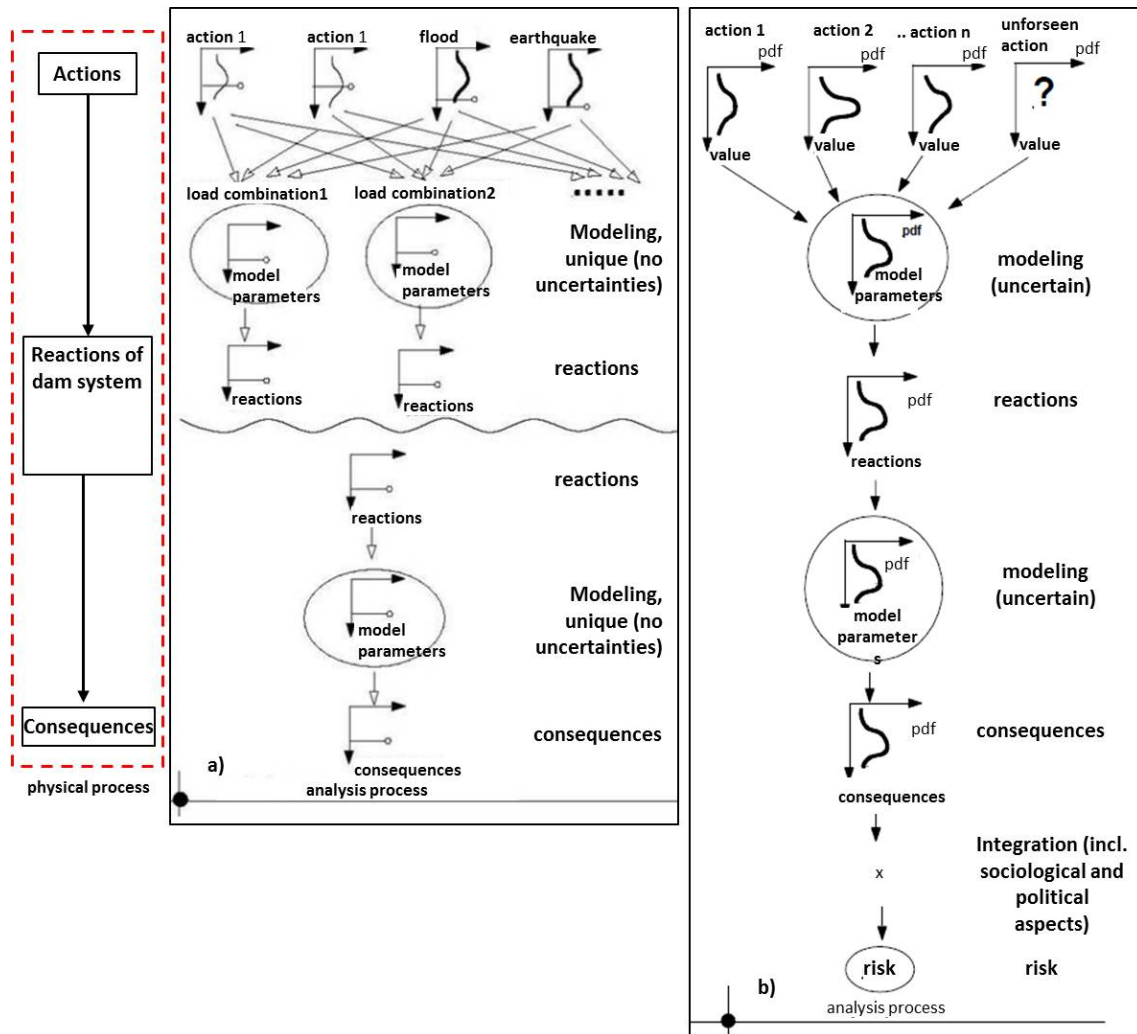 Actions
Reactions of
dam system
Consequences
physical process
action 1
action 1
flood
earthquake
load combination1
load combination2
.....
model
parameters
model
parameters
Modeling,
unique (no
uncertainties)
reactions
reactions
reactions
reactions
reactions
model
parameters
Modeling,
unique (no
uncertainties)
consequences
consequences
a)
analysis process
action 1
action 2
.. action n
unforseen
action
pdf
pdf
pdf
pdf
?
value
value
value
value
pdf
model
parameters
modeling
(uncertain)
pdf
reactions
reactions
pdf
model
parameter
s
modeling
(uncertain)
pdf
consequences
consequences
x
Integration (incl.
sociological and
political
aspects)
risk
risk
analysis process
b)